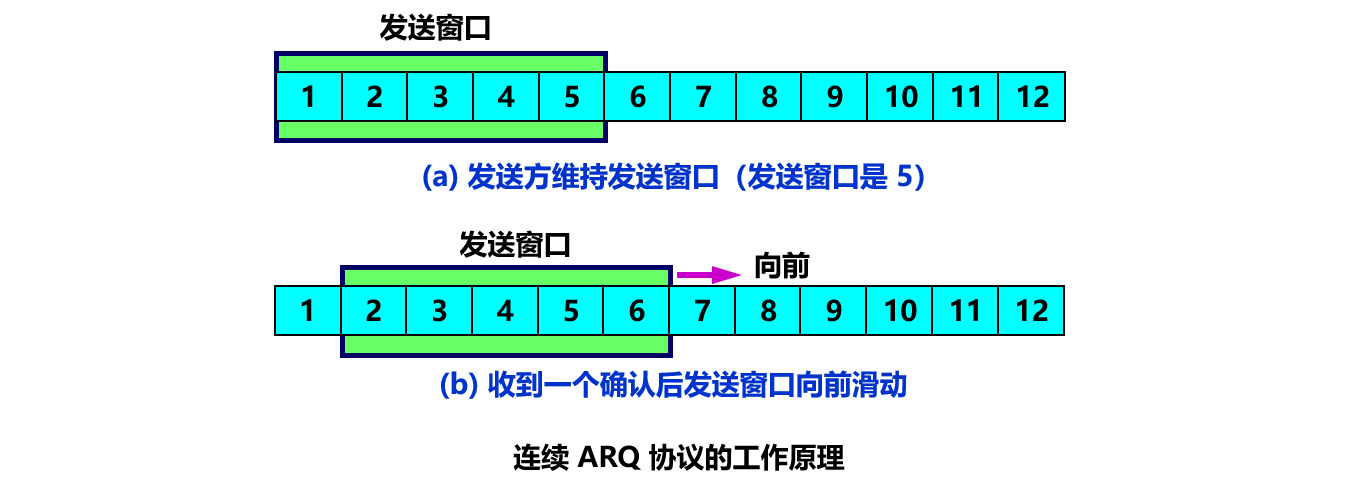 发送窗口
1 2 3 4 5 6 7 8 9 10 11 12
(a) 发送方维持发送窗口（发送窗口是 5）
发送窗口
向前
1 2 3 4 5 6 7 8 9 10 11 12
(b) 收到一个确认后发送窗口向前滑动
连续 ARQ 协议的工作原理